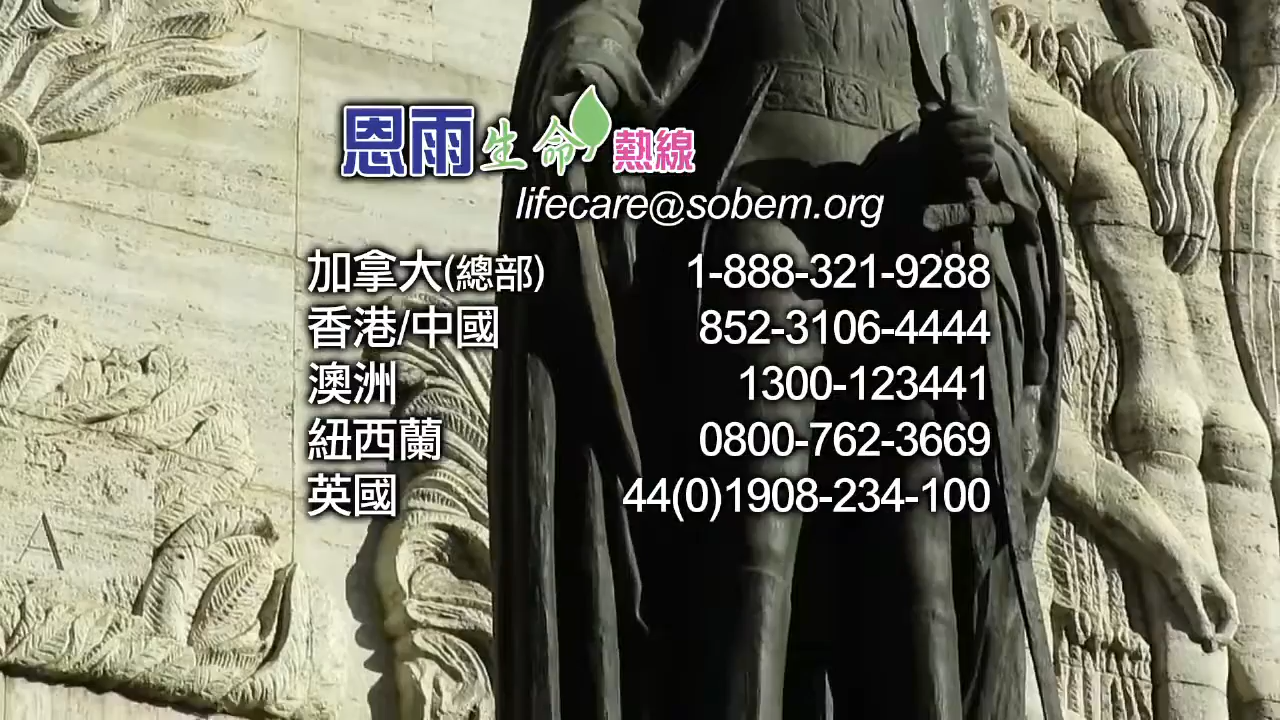 恩雨生命熱線
lifecare@sobem.org
加拿大(總部) 1-888-321-9288
香港/中國 852-3106-4444
澳洲 1300-123441
紐西蘭 0800-762-3669
英國 44(0)1908-234-100
A